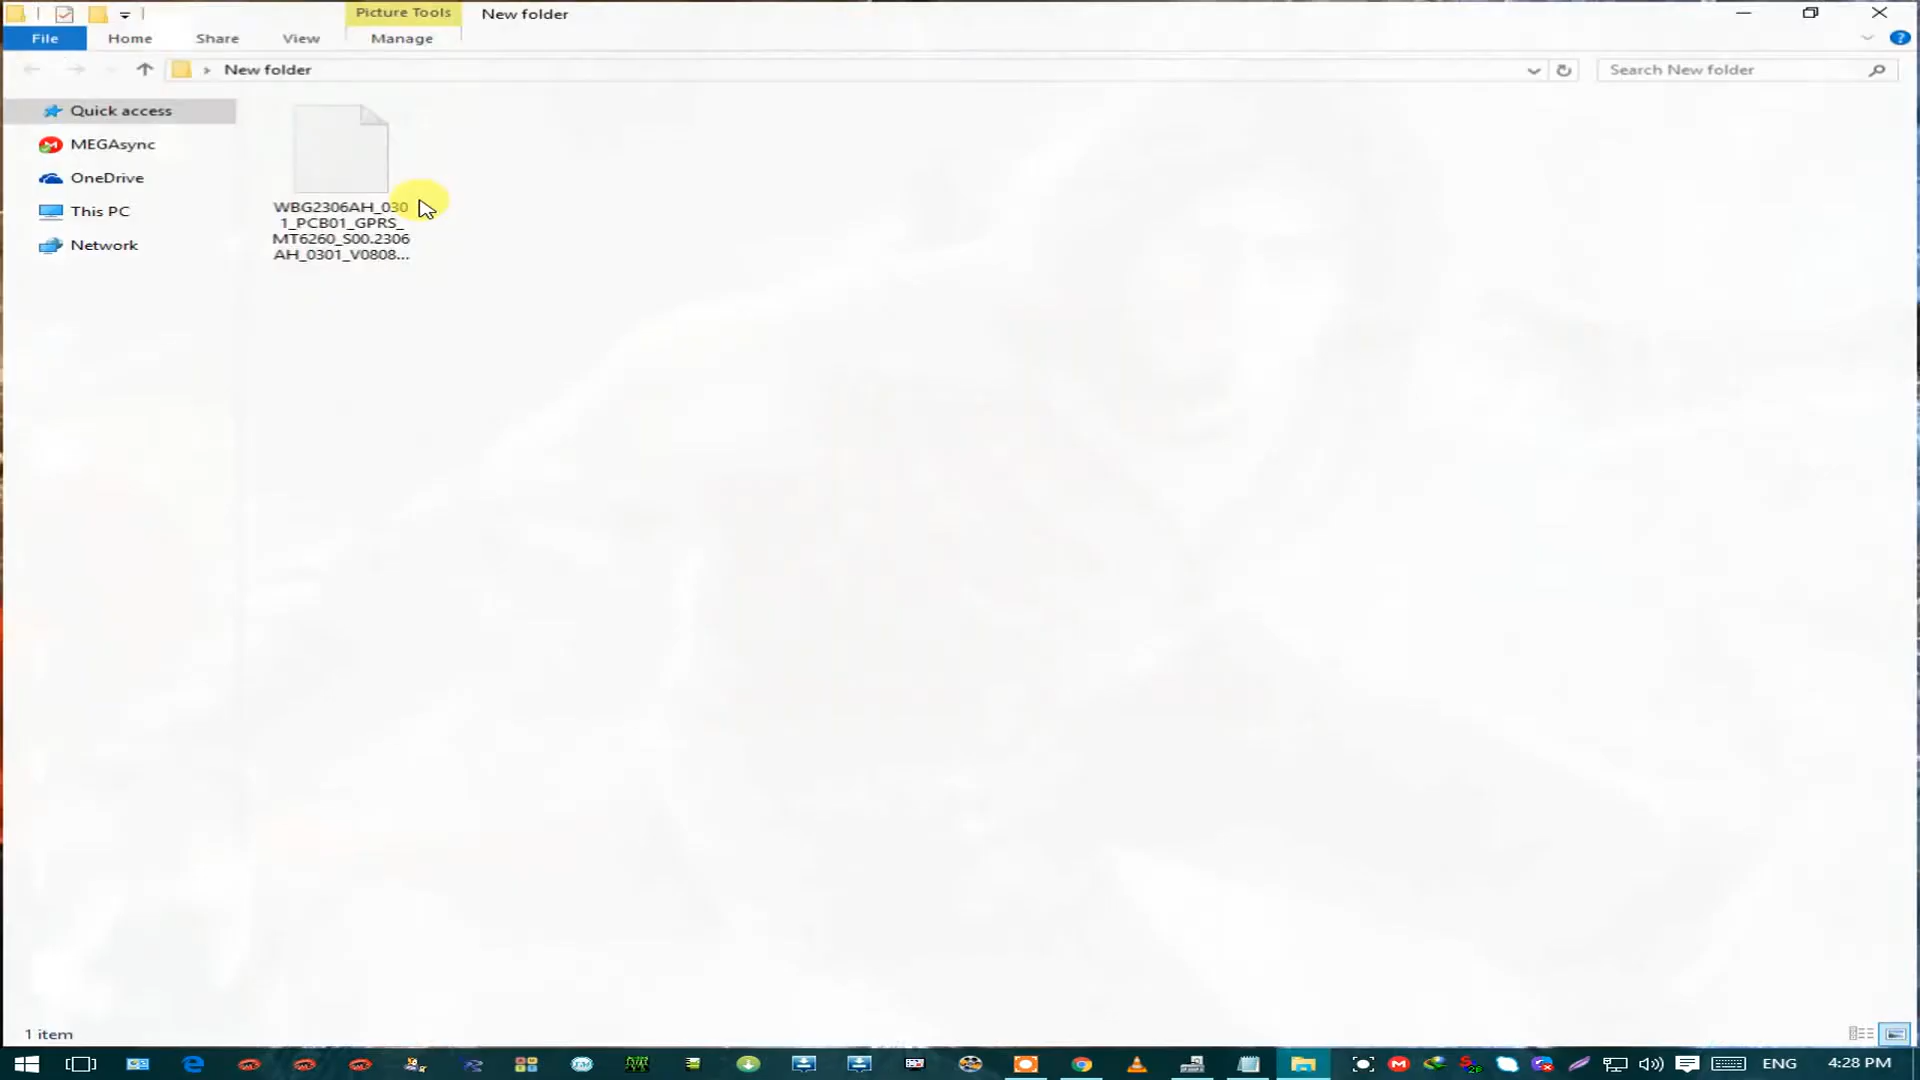 Picture Tools
New folder
File
Home
Share
View
Manage
New folder
Search New folder
Quick access
MEGAsync
OneDrive
This PC
Network
WBG2306AH_030
1_PCB01_GPRS_
MT6260_S00.2306
AH_0301_V0808...
1 item
ENG
4:28 PM